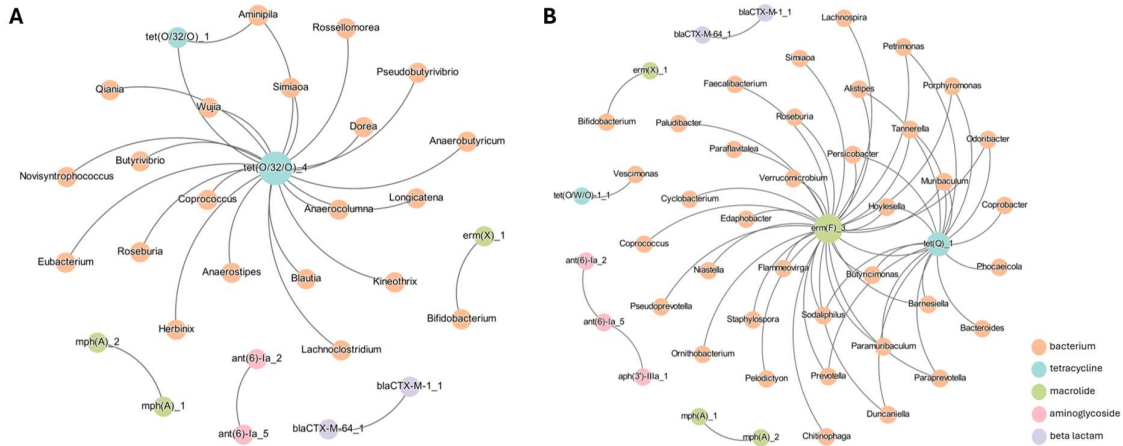 A
Aminipila
tet(O/32/O)_1
Rossellomorea
Pseudobutyrivibrio
Qiania
Simiaoa
Wujia
Dorea
Anaerobutyricum
Butyrivibrio
tet(O/32/O)_4
Novisyntrophococcus
Coprococcus
Longicatena
Anaerocolumna
erm(X)_1
Roseburia
Eubacterium
Anaerostipes
Blautia
Kineothrix
Bifidobacterium
Herbinix
mph(A)_2
Lachnoclostridium
ant(6)-Ia_2
blaCTX-M-1_1
mph(A)_1
blaCTX-M-64_1
ant(6)-Ia_5
B
blaCTX-M-1_1
Lachnospira
blaCTX-M-64_1
Petrimonas
Simiaoa
erm(X)_1
Faecalibacterium
Alistipes
Porphyromonas
Roseburia
Bifidobacterium
Paludibacter
Tannerella
Odoribacter
Paraflavitalea
Persicobacter
Vescimonas
Verrucomicrobium
Muribaculum
tet(O/W/O)-1_1
Cyclobacterium
Hoylesella
Coprobacter
Edaphobacter
erm(F)_3
Coprococcus
tet(Q)_1
ant(6)-Ia_2
Niastella
Flammeovirga
Butyricimonas
Phocaeicola
Pseudoprevotella
Barnesiella
ant(6)-Ia_5
Staphylospora
Sodaliphilus
Bacteroides
Ornithobacterium
Paramuribaculum
aph(3')-IIIa_1
Pelodictyon
Prevotella
Paraprevotella
mph(A)_1
Duncaniella
mph(A)_2
Chitinophaga
bacterium
tetracycline
macrolide
aminoglycoside
beta lactam